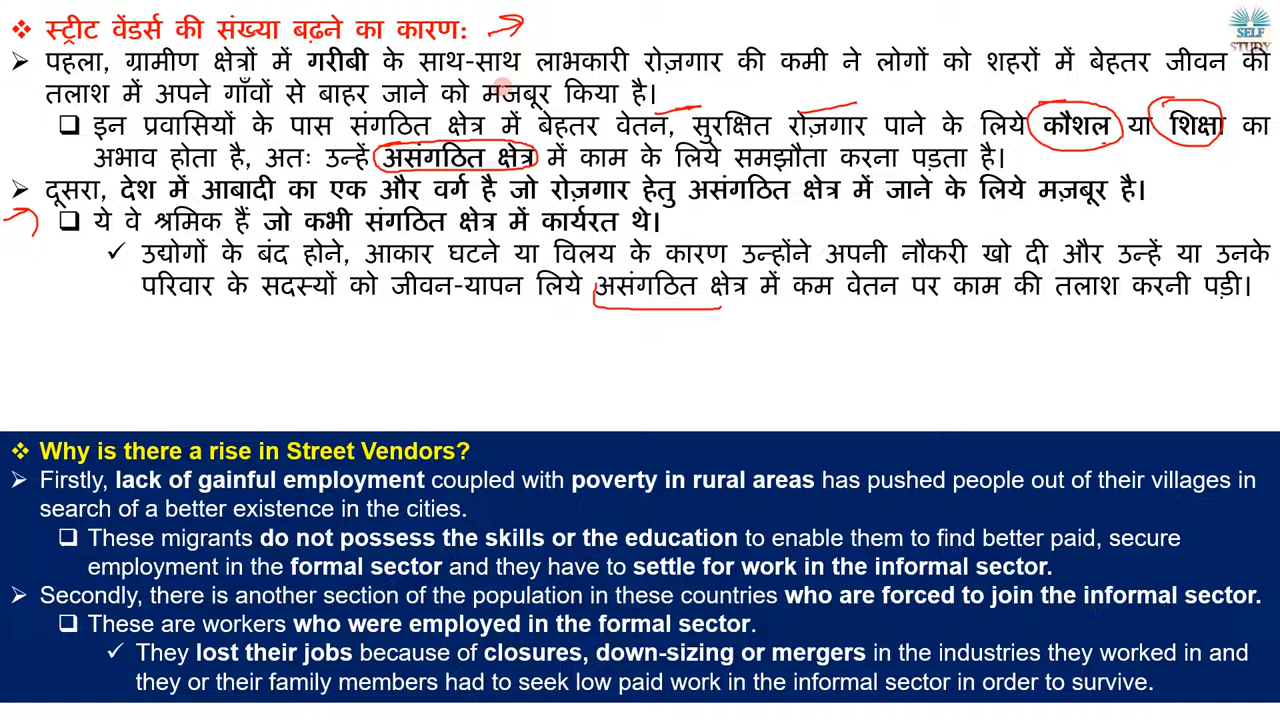 ❖ स्ट्रीट वेंडर्स की संख्या बढ़ने का कारण:
SELF
STUDY
➢ पहला, ग्रामीण क्षेत्रों में गरीबी के साथ-साथ लाभकारी रोज़गार की कमी ने लोगों को शहरों में बेहतर जीवन की
तलाश में अपने गाँवों से बाहर जाने को मजबूर किया है।
❑ इन प्रवासियों के पास संगठित क्षेत्र में बेहतर वेतन, सुरक्षित रोज़गार पाने के लिये कौशल या शिक्षा का
अभाव होता है, अतः उन्हें असंगठित क्षेत्र में काम के लिये समझौता करना पड़ता है।
➢ दूसरा, देश में आबादी का एक और वर्ग है जो रोज़गार हेतु असंगठित क्षेत्र में जाने के लिये मज़बूर है।
❑ ये वे श्रमिक हैं जो कभी संगठित क्षेत्र में कार्यरत थे।
✓ उद्योगों के बंद होने, आकार घटने या विलय के कारण उन्होंने अपनी नौकरी खो दी और उन्हें या उनके
परिवार के सदस्यों को जीवन-यापन लिये असंगठित क्षेत्र में कम वेतन पर काम की तलाश करनी पड़ी।
❖ Why is there a rise in Street Vendors?
➢ Firstly, lack of gainful employment coupled with poverty in rural areas has pushed people out of their villages in
search of a better existence in the cities.
❑ These migrants do not possess the skills or the education to enable them to find better paid, secure
employment in the formal sector and they have to settle for work in the informal sector.
➢ Secondly, there is another section of the population in these countries who are forced to join the informal sector.
❑ These are workers who were employed in the formal sector.
✓ They lost their jobs because of closures, down-sizing or mergers in the industries they worked in and
they or their family members had to seek low paid work in the informal sector in order to survive.